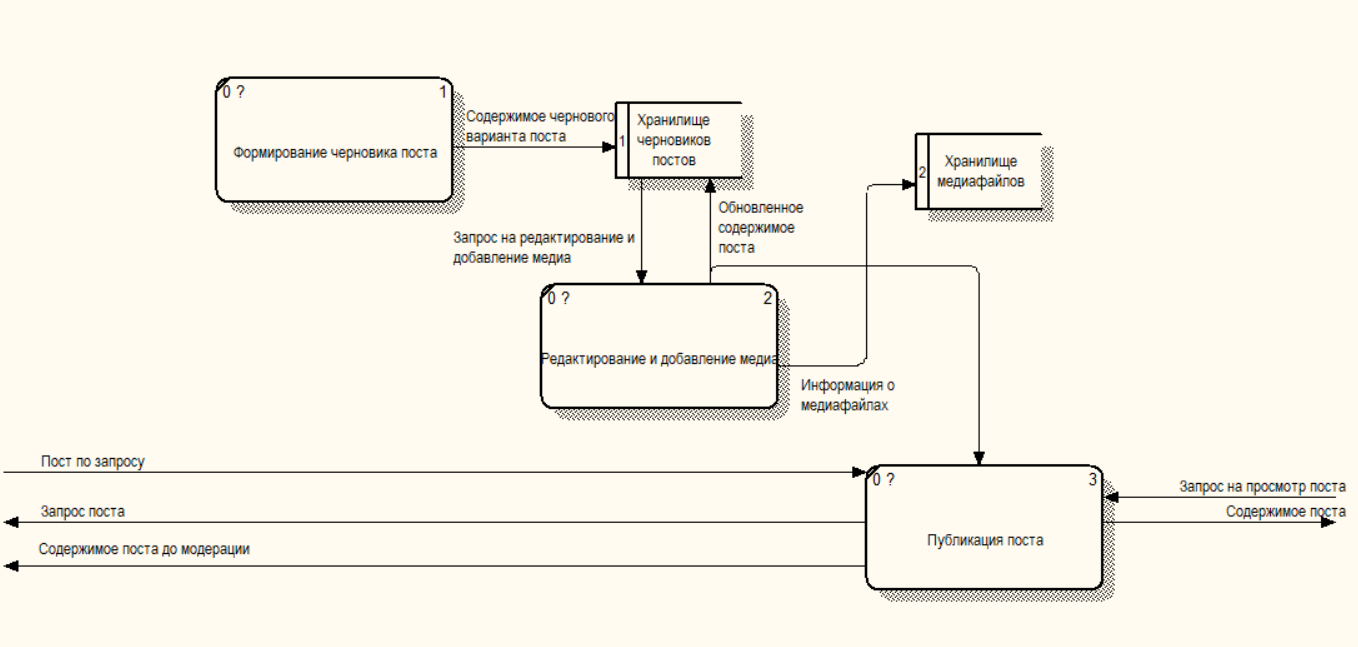 0 ?
1
Формирование черновика поста
Содержимое чернового
варианта поста
1
Хранилище
черновиков
постов
2
Хранилище
медиафайлов
Запрос на редактирование и
добавление медиа
Обновленное
содержимое
поста
0 ?
2
Редактирование и добавление медиа
Информация о
медиафайлах
Пост по запросу
Запрос поста
Содержимое поста до модерации
0 ?
3
Публикация поста
Запрос на просмотр поста
Содержимое поста